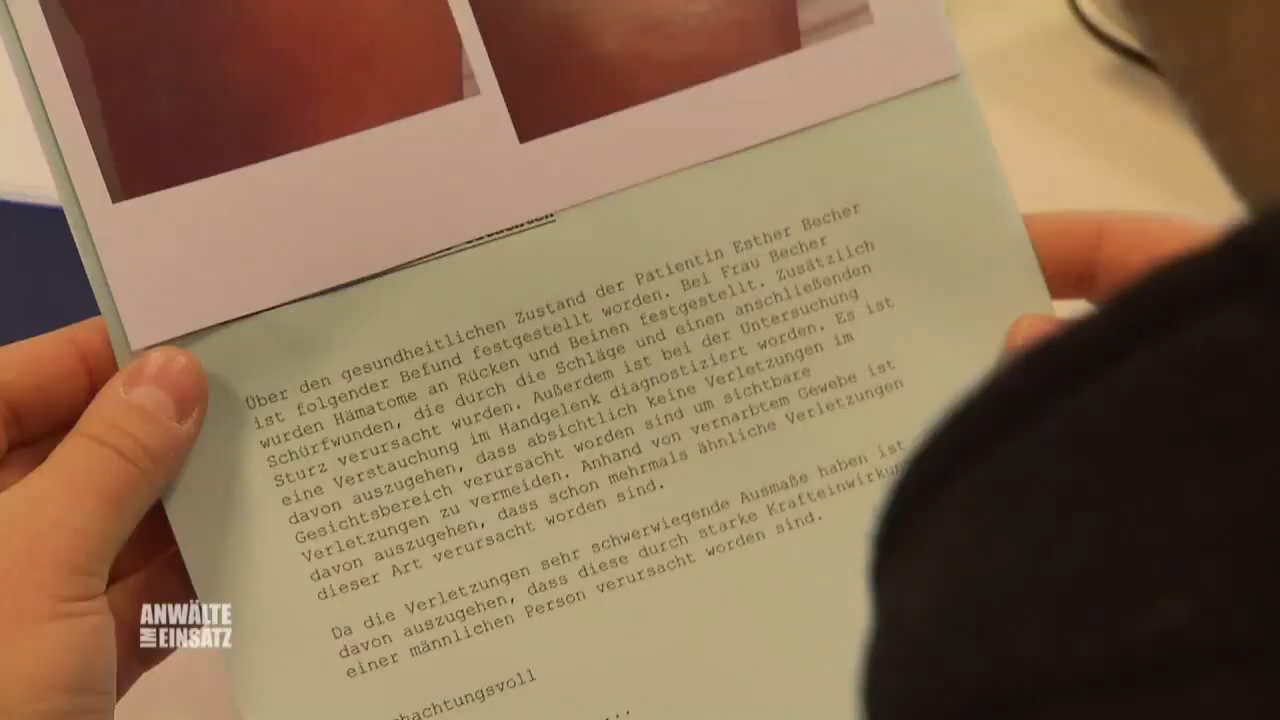 Über den gesundheitlichen Zustand der Patientin Esther Becher
ist folgender Befund festgestellt worden. Bei Frau Becher
wurden Hämatome an Rücken und Beinen festgestellt. Zusätzlich
Schürfwunden, die durch die Schläge und einen anschließenden
Sturz verursacht wurden. Außerdem ist bei der Untersuchung
eine Verstauchung im Handgelenk diagnostiziert worden. Es ist
davon auszugehen, dass absichtlich keine Verletzungen im
Gesichtsbereich verursacht worden sind um sichtbare
Verletzungen zu vermeiden. Anhand von vernarbtem Gewebe ist
davon auszugehen, dass schon mehrmals ähnliche Verletzungen
dieser Art verursacht worden sind.
Da die Verletzungen sehr schwerwiegende Ausmaße haben ist
davon auszugehen, dass diese durch starke Krafteinwirkung
einer männlichen Person verursacht worden sind.
hachtungsvoll
ANWÄLTE
IM EINSATZ